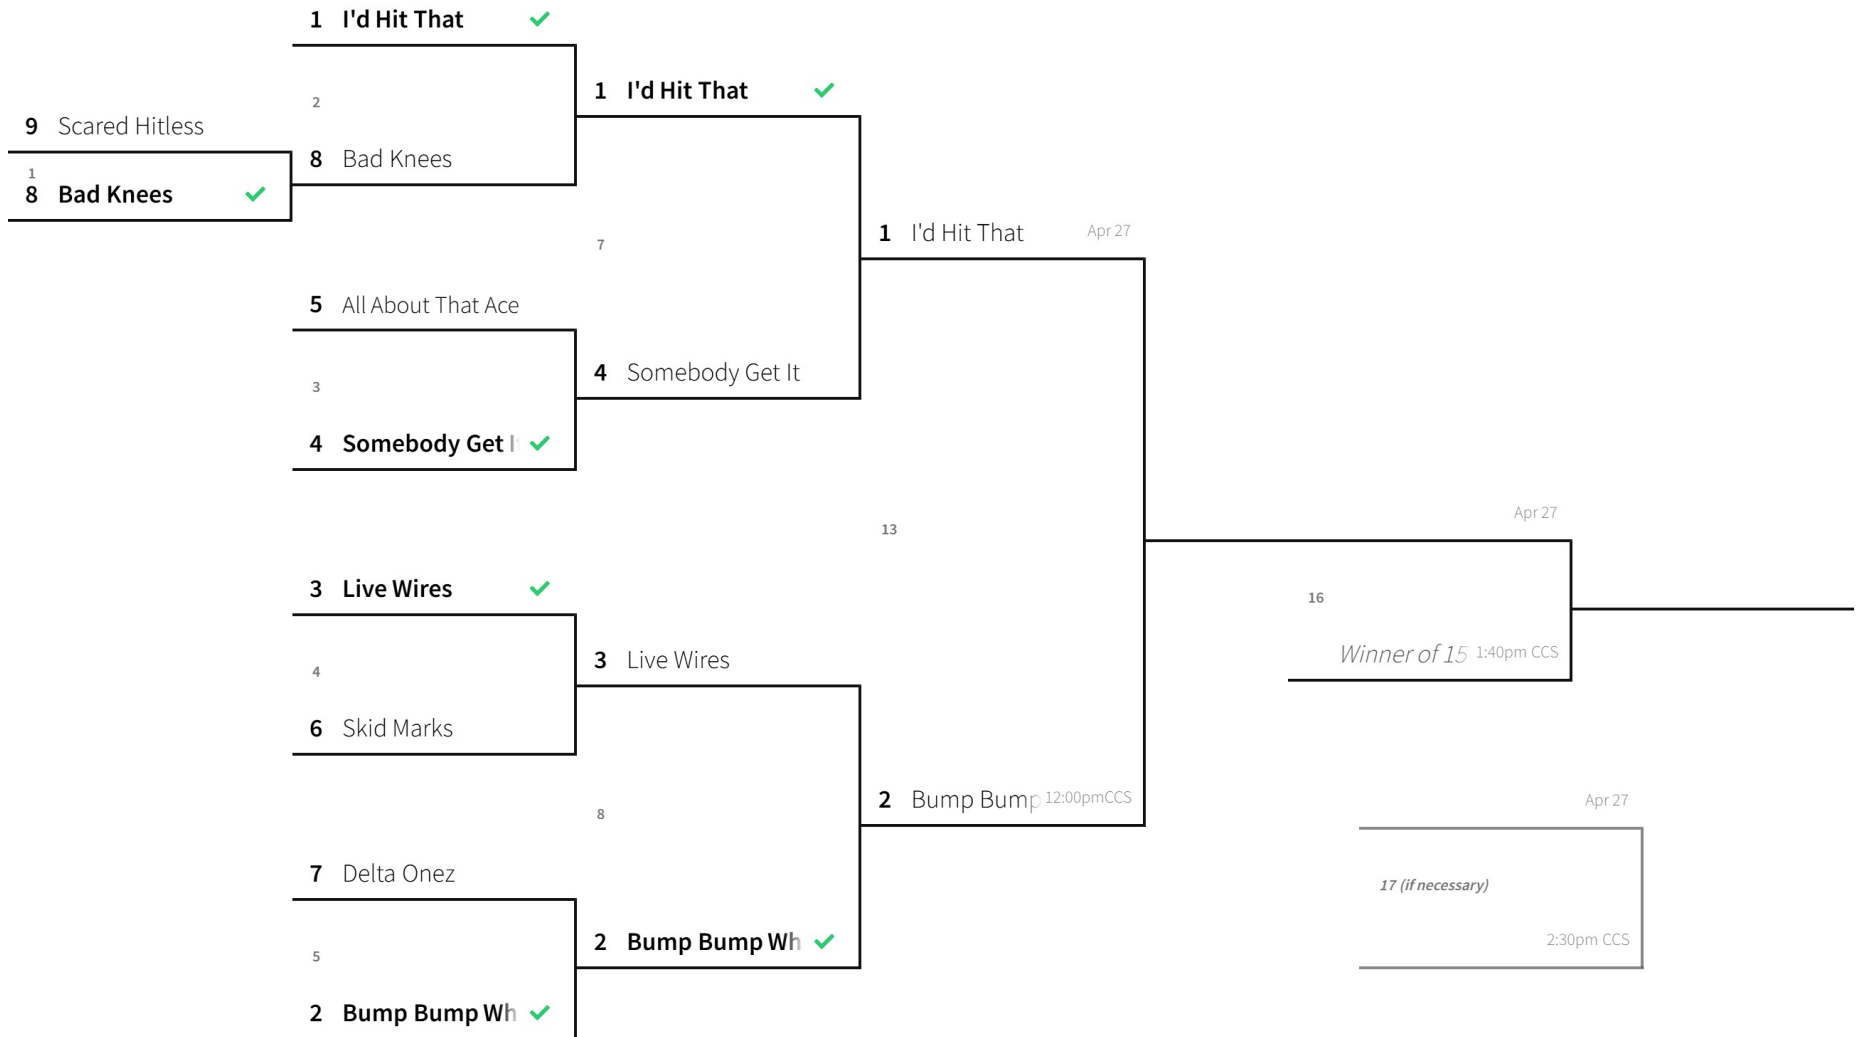 1 I'd Hit That
2
8 Bad Knees
9 Scared Hitless
1
8 Bad Knees
5 All About That Ace
3
4 Somebody Get I
3 Live Wires
4
6 Skid Marks
7 Delta Onez
5
2 Bump Bump Wh
1 I'd Hit That
7
4 Somebody Get It
3 Live Wires
8
2 Bump Bump Wh
1 I'd Hit That Apr 27
13
2 Bump Bump 12:00pmCCS
Apr 27
16
Winner of 15 1:40pm CCS
Apr 27
17 (if necessary)
2:30pm CCS